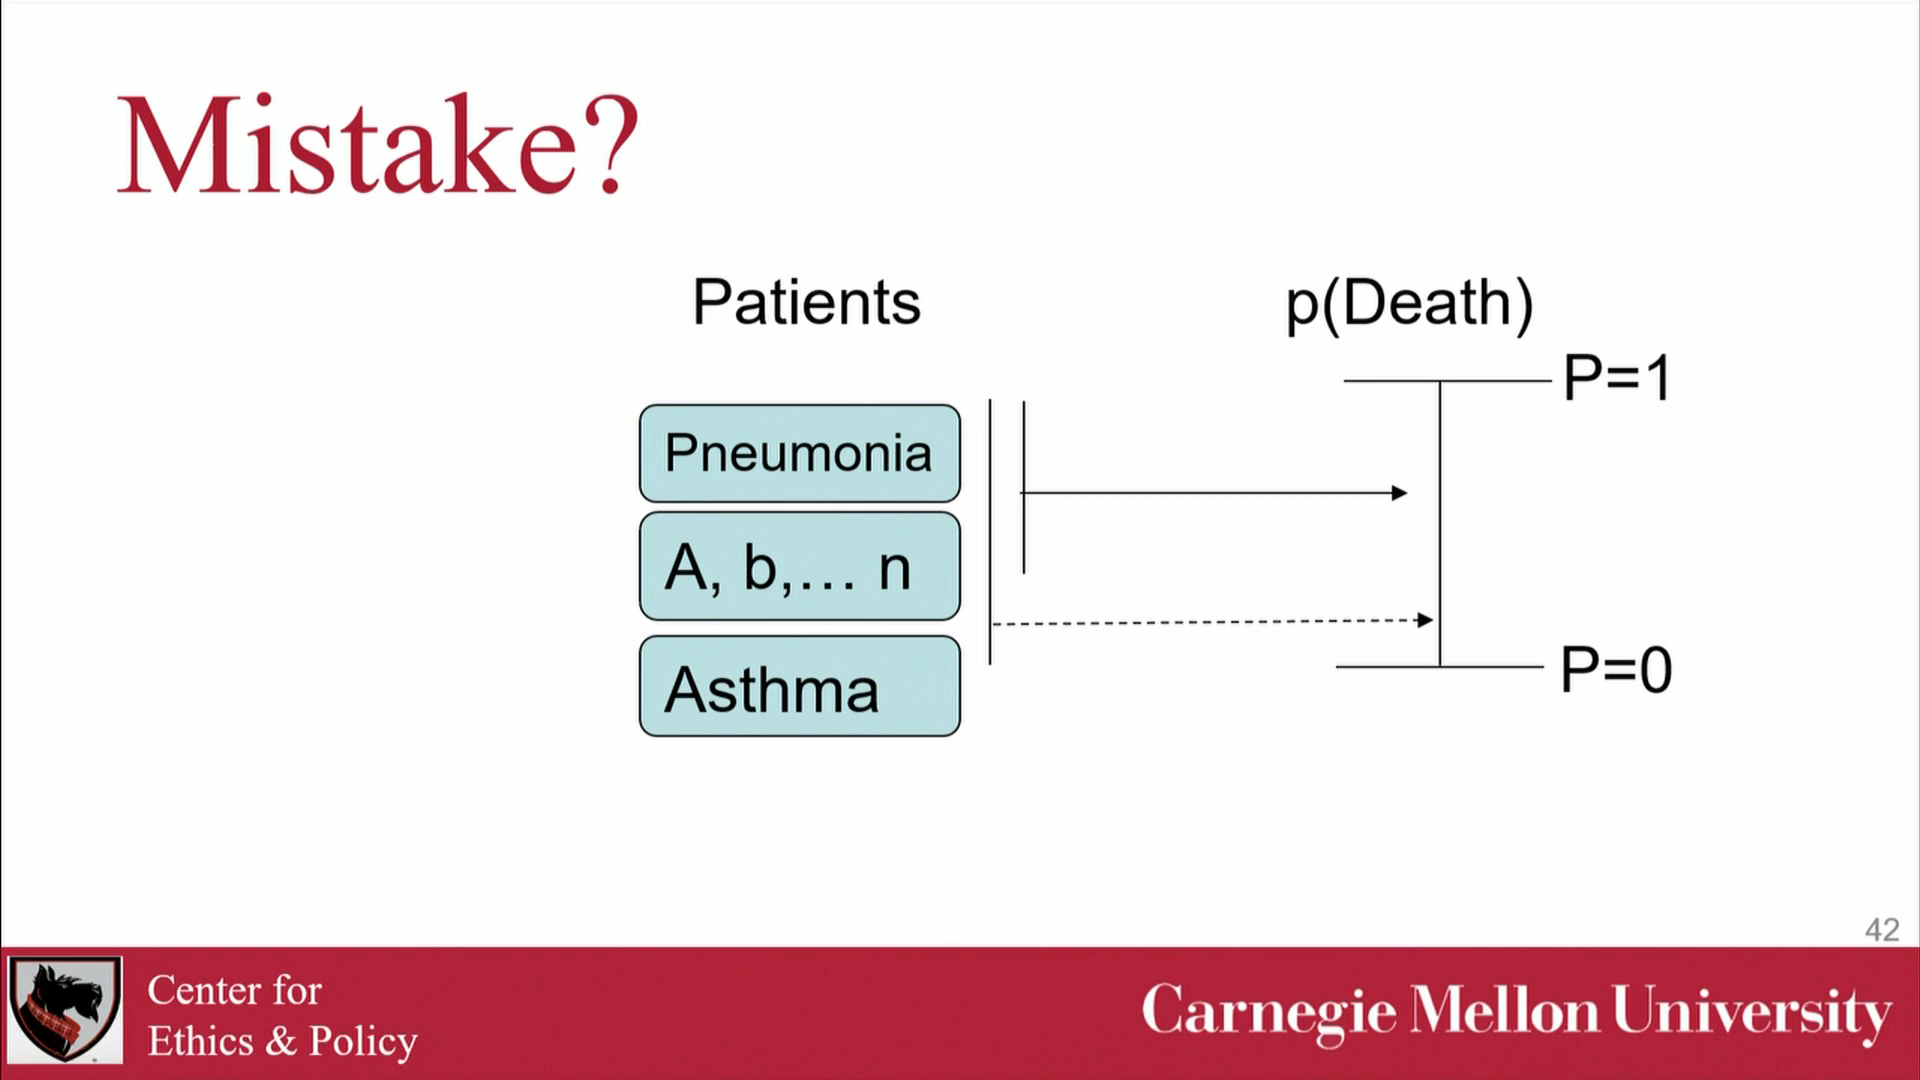 Mistake?
Patients
p(Death)
P=1
Pneumonia
A, b,... n
Asthma
P=0
42
Center for
Ethics & Policy
Carnegie Mellon University